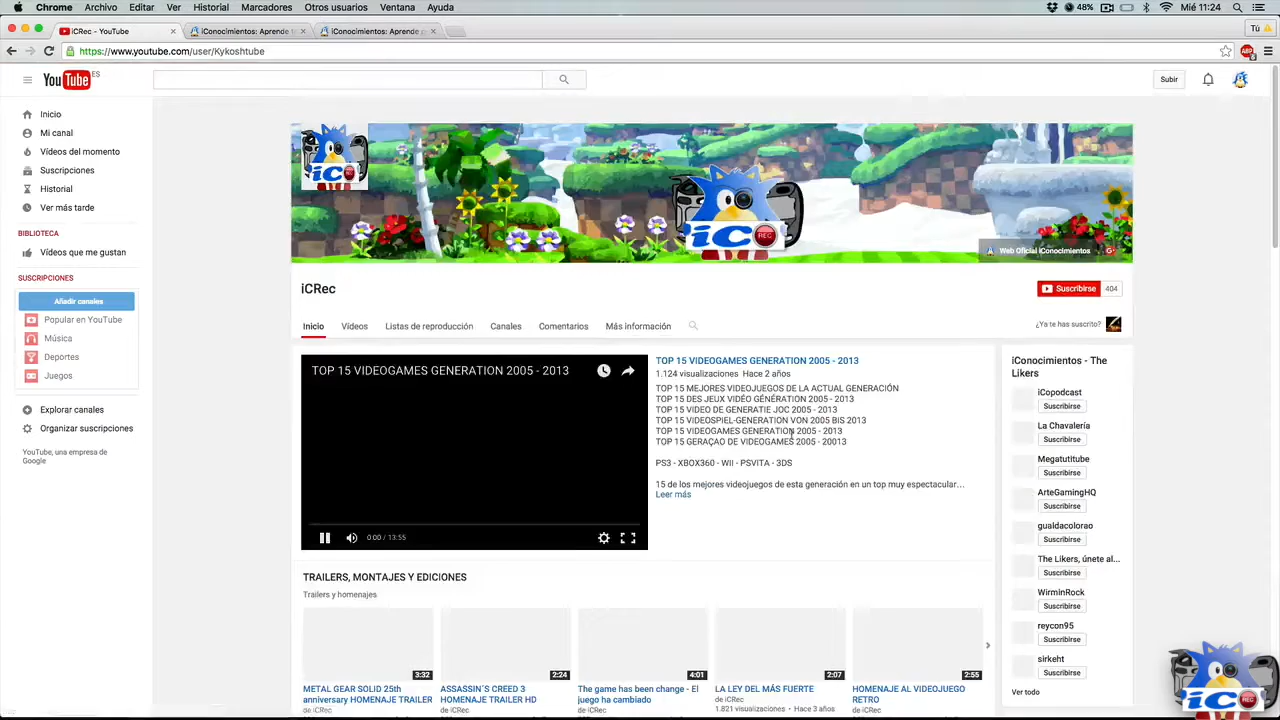 Chrome Archivo Editar Ver Historial Marcadores Otros usuarios Ventana Ayuda
48% Mié 11:24
iCRec - YouTube
iConocimientos: Aprende
iConocimientos: Aprende
Tú
https://www.youtube.com/user/Kykoshtube
YouTube ES
Subir
Inicio
Mi canal
Vídeos del momento
Suscripciones
Historial
Ver más tarde
BIBLIOTECA
Vídeos que me gustan
SUSCRIPCIONES
Añadir canales
Popular en YouTube
Música
Deportes
Juegos
Explorar canales
Organizar suscripciones
YouTube, una empresa de
Google
iC REC
iC REC
Web Oficial iConocimientos
iCRec
Suscribirse 404
Inicio Vídeos Listas de reproducción Canales Comentarios Más información
¿Ya te has suscrito?
TOP 15 VIDEOGAMES GENERATION 2005 - 2013
0:00 / 13:55
TOP 15 VIDEOGAMES GENERATION 2005 - 2013
1.124 visualizaciones Hace 2 años
TOP 15 MEJORES VIDEOJUEGOS DE LA ACTUAL GENERACIÓN
TOP 15 DES JEUX VIDÉO GÉNÉRATION 2005 - 2013
TOP 15 VIDEO DE GENERATIE JOC 2005 - 2013
TOP 15 VIDEOSPIEL-GENERATION VON 2005 BIS 2013
TOP 15 VIDEOGAMES GENERATION 2005 - 2013
TOP 15 GERAÇAO DE VIDEOGAMES 2005 - 20013
PS3 - XBOX360 - WII - PSVITA - 3DS
15 de los mejores videojuegos de esta generación en un top muy espectacular...
Leer más
TRAILERS, MONTAJES Y EDICIONES
Trailers y homenajes
3:32 2:24 4:01 2:07 2:55
METAL GEAR SOLID 25th
anniversary HOMENAJE TRAILER
de iCRec
ASSASSIN´S CREED 3
HOMENAJE TRAILER HD
de iCRec
The game has been change - El
juego ha cambiado
de iCRec
LA LEY DEL MÁS FUERTE
de iCRec
1.821 visualizaciones • Hace 3 años
HOMENAJE AL VIDEOJUEGO
RETRO
de iCRec
iConocimientos - The
Likers
iCopodcast
Suscribirse
La Chavalería
Suscribirse
Megatutitube
Suscribirse
ArteGamingHQ
Suscribirse
gualdacolorao
Suscribirse
The Likers, únete al...
Suscribirse
WirminRock
Suscribirse
reycon95
Suscribirse
sirkeht
Suscribirse
Ver todo
iC REC